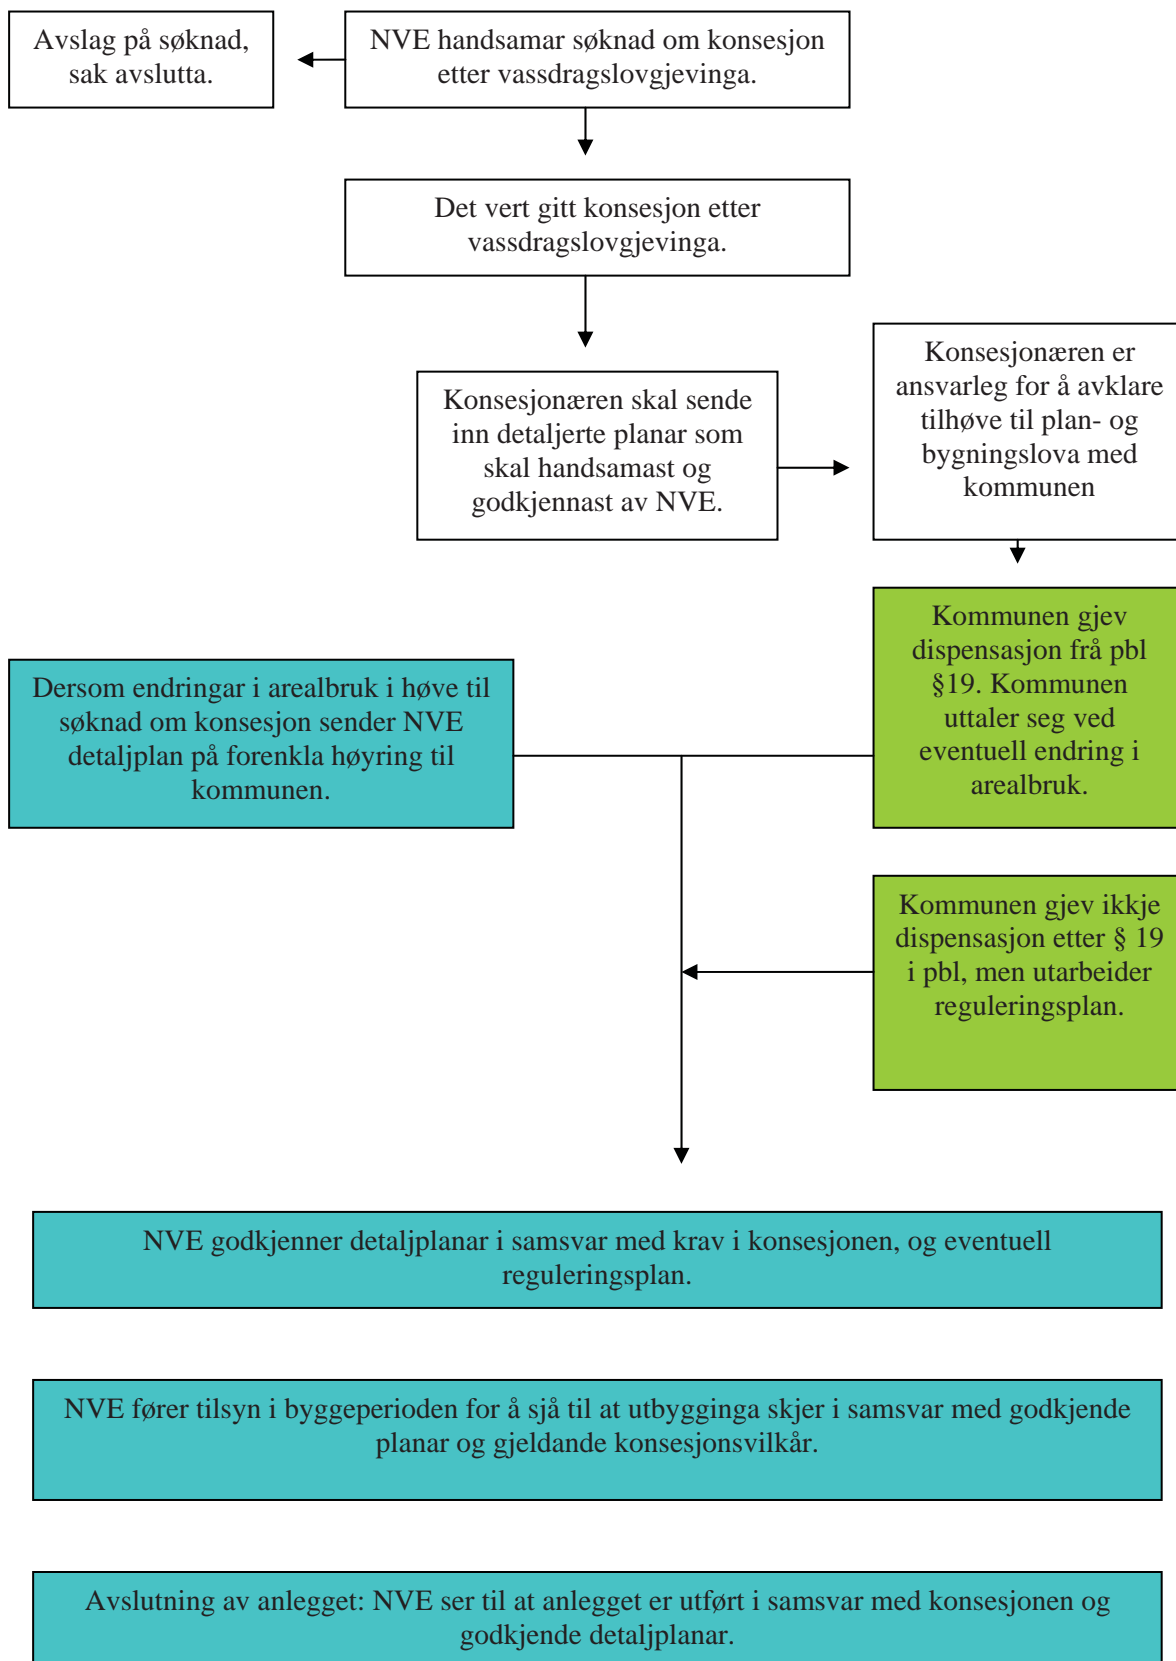 Avslag på søknad,
sak avslutta.
NVE handsamar søknad om konsesjon
etter vassdragslovgjevinga.
Det vert gitt konsesjon etter
vassdragslovgjevinga.
Konsesjonæren skal sende
inn detaljerte planar som
skal handsamast og
godkjennast av NVE.
Konsesjonæren er
ansvarleg for å avklare
tilhøve til plan- og
bygningslova med
kommunen
Kommunen gjev
dispensasjon frå pbl
§19. Kommunen
uttaler seg ved
eventuell endring i
arealbruk.
Dersom endringar i arealbruk i høve til
søknad om konsesjon sender NVE
detaljplan på forenkla høyring til
kommunen.
Kommunen gjev ikkje
dispensasjon etter § 19
i pbl, men utarbeider
reguleringsplan.
NVE godkjenner detaljplanar i samsvar med krav i konsesjonen, og eventuell
reguleringsplan.
NVE fører tilsyn i byggeperioden for å sjå til at utbygginga skjer i samsvar med godkjende
planar og gjeldande konsesjonsvilkår.
Avslutning av anlegget: NVE ser til at anlegget er utført i samsvar med konsesjonen og
godkjende detaljplanar.